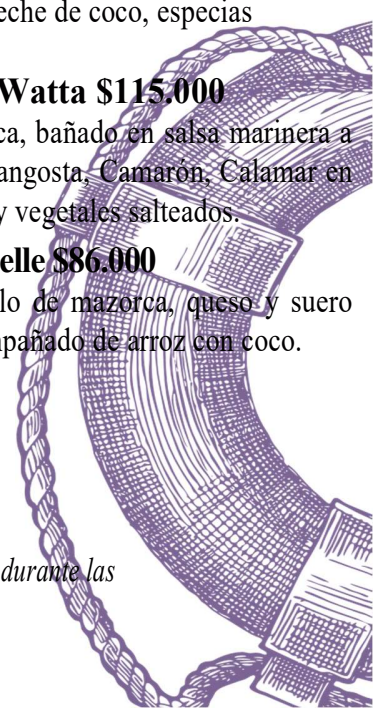 eche de coco, especias
Watta $115.000
ca, bañado en salsa marinera a
angosta, Camarón, Calamar en
y vegetales salteados.
elle $86.000
lo de mazorca, queso y suero
pañado de arroz con coco.
durante las